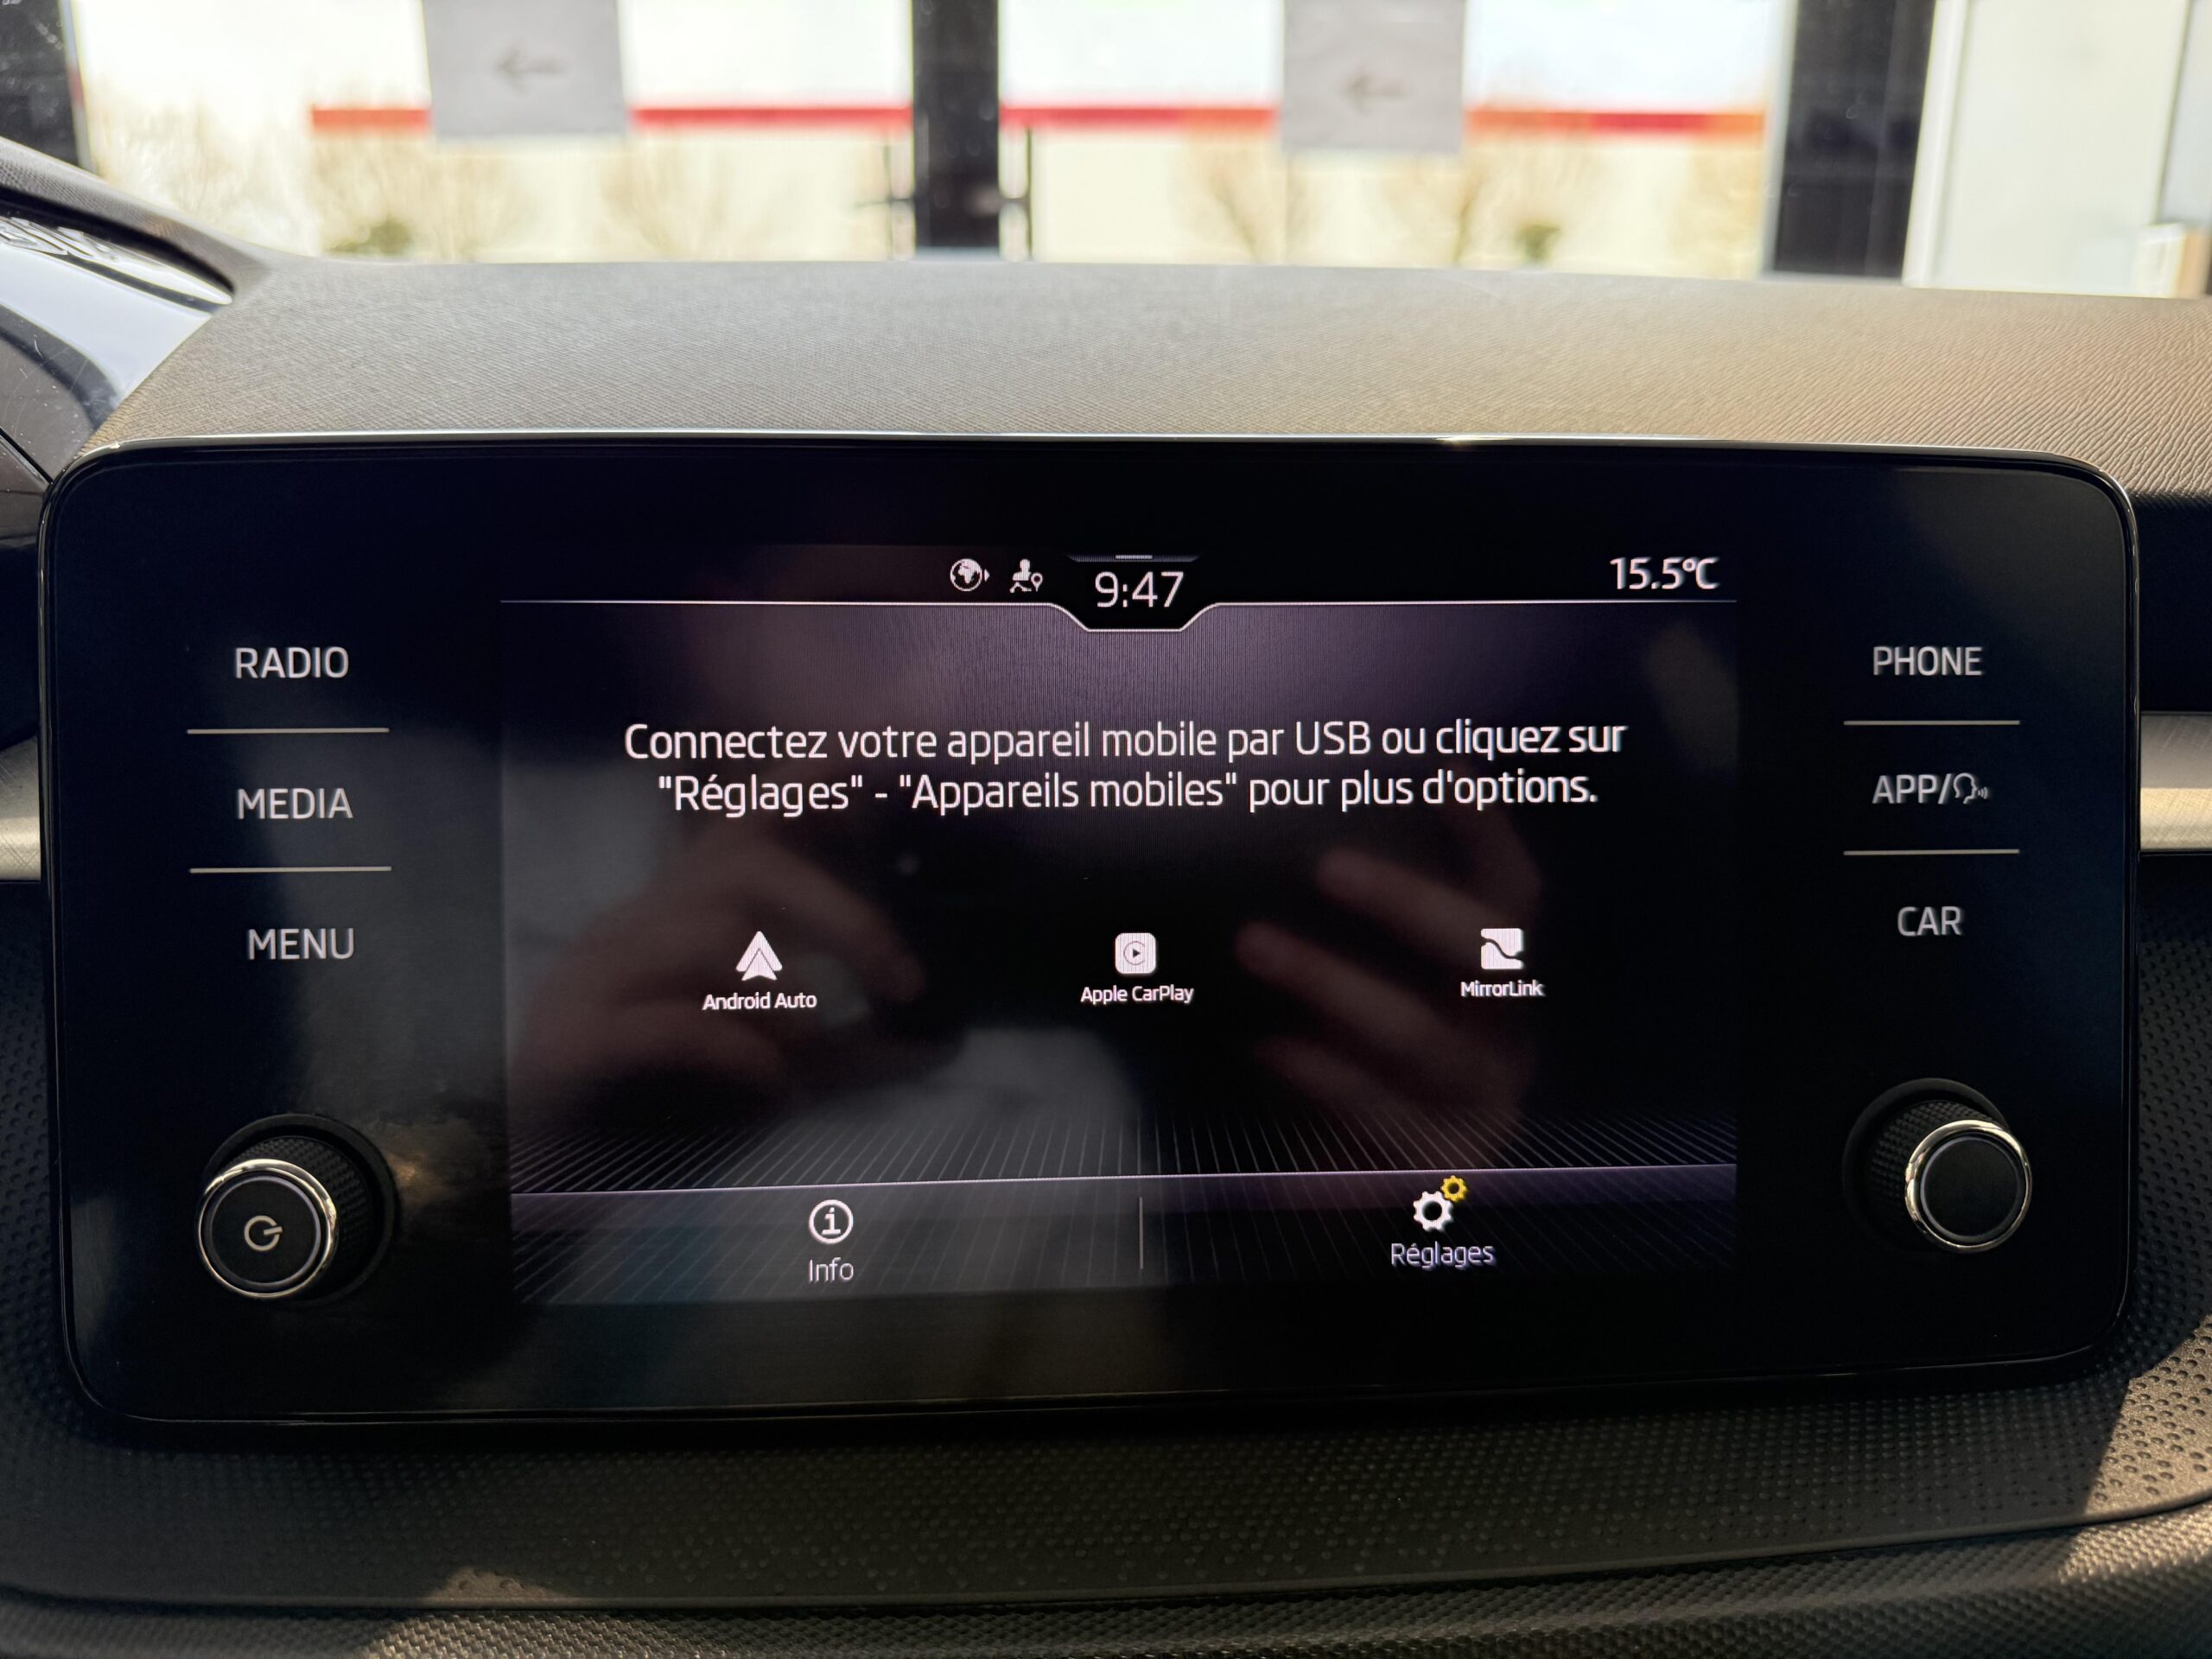 9:47
15.5°C
RADIO
MEDIA
MENU
Connectez votre appareil mobile par USB ou cliquez sur
"Réglages" - "Appareils mobiles" pour plus d'options.
Android Auto
Apple CarPlay
MirrorLink
Info
Réglages
PHONE
APP/
CAR